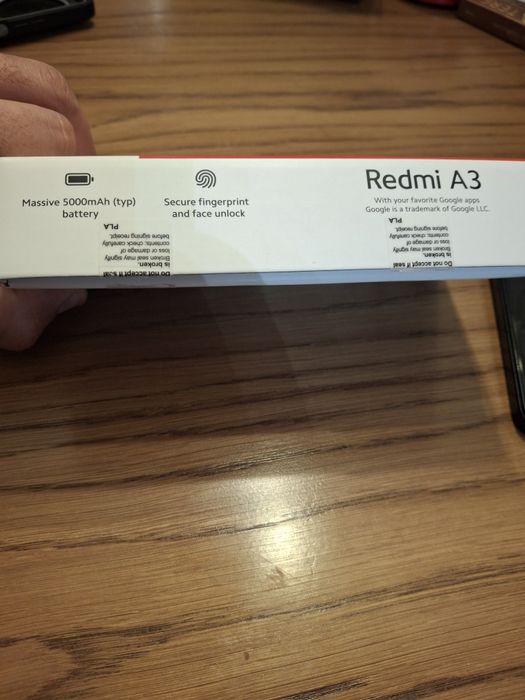 Massive 5000mAh (typ)
battery
Secure fingerprint
and face unlock
Redmi A3
With your favorite Google apps
Google is a trademark of Google LLC.
Do not accept if seal
is broken.
Broken seal may signify
loss or damage of
contents. check carefully
before signing receipt.
PLA
Do not accept if seal
is broken.
Broken seal may signify
loss or damage of
contents. check carefully
before signing receipt.
PLA